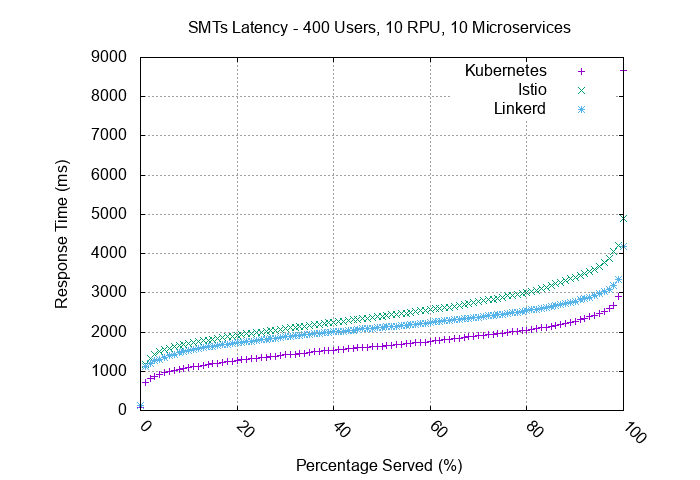 SMTs Latency - 400 Users, 10 RPU, 10 Microservices
9000
8000
7000
6000
5000
4000
3000
2000
1000
0
Response Time (ms)
Kubernetes
Istio
Linkerd
0
20
40
60
80
100
Percentage Served (%)